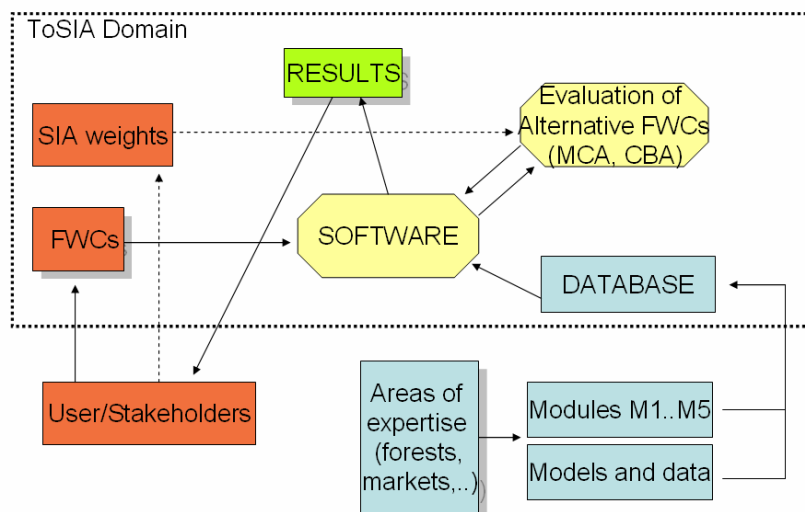 ToSIA Domain
RESULTS
Evaluation of
Alternative FWCs
(MCA, CBA)
SIA weights
FWCs
SOFTWARE
DATABASE
User/Stakeholders
Areas of
expertise
(forests,
markets,..)
Modules M1..M5
Models and data